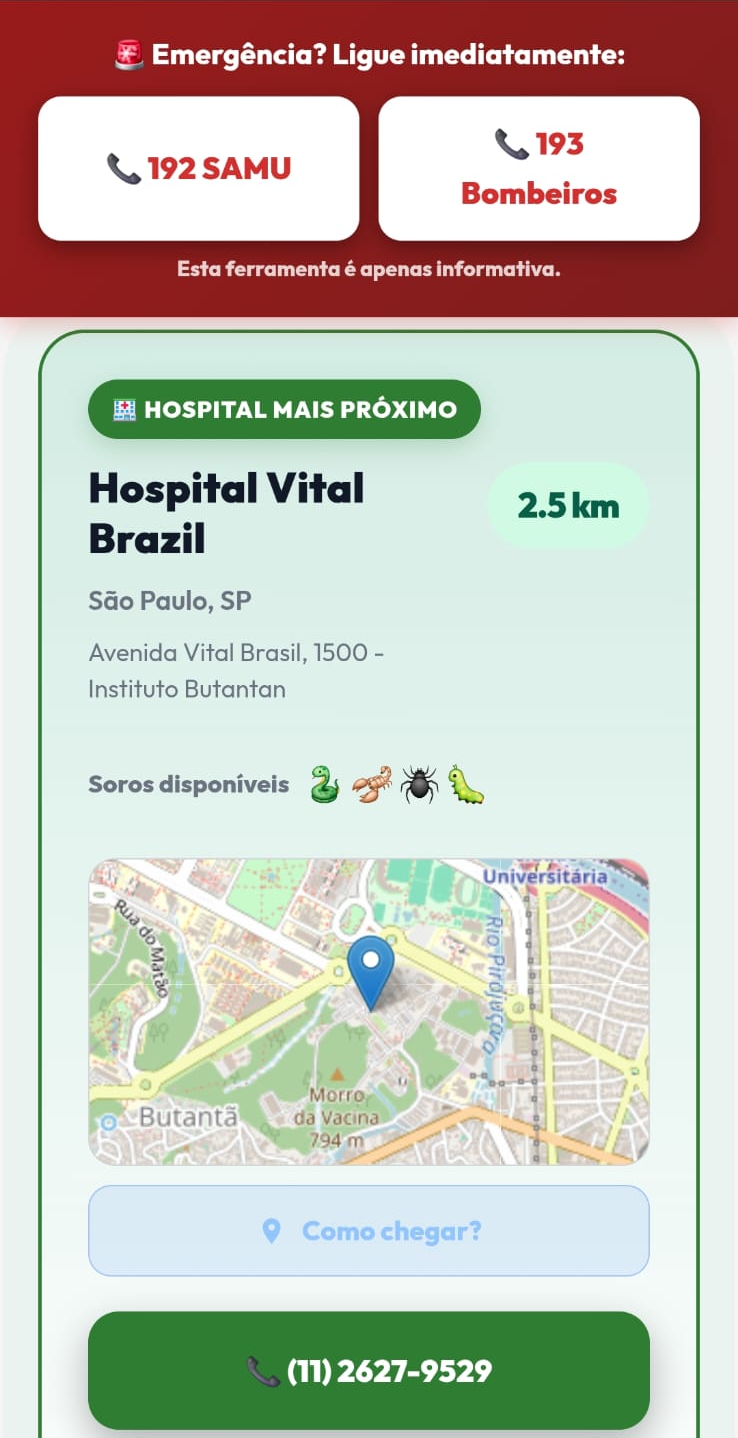 🚨 Emergência? Ligue imediatamente:
📞 192 SAMU
📞 193
Bombeiros
Esta ferramenta é apenas informativa.
🏥 HOSPITAL MAIS PRÓXIMO
Hospital Vital
Brazil
2.5 km
São Paulo, SP
Avenida Vital Brasil, 1500 -
Instituto Butantan
Soros disponíveis 🐍 🦂 🕷️ 🐛
Universitária
Rua do Matão
Butantã
Morro
da Vacina
794 m
Como chegar?
📞 (11) 2627-9529